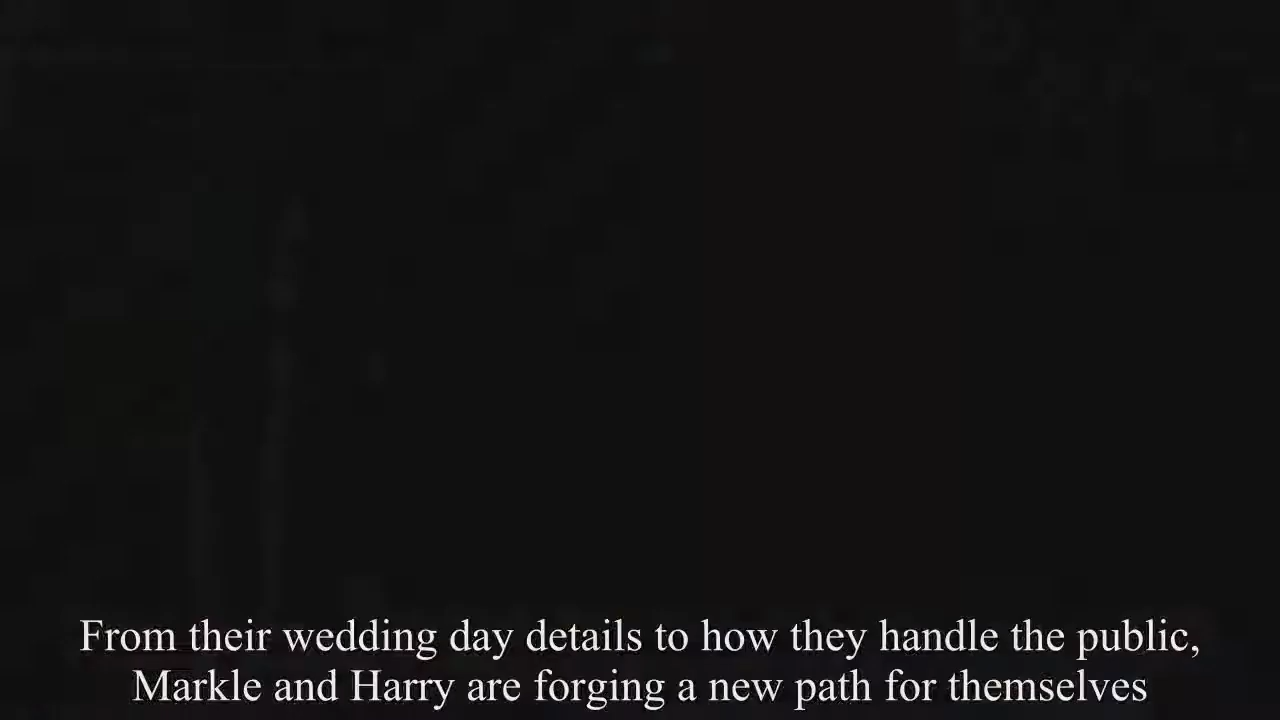 From their wedding day details to how they handle the public,
Markle and Harry are forging a new path for themselves